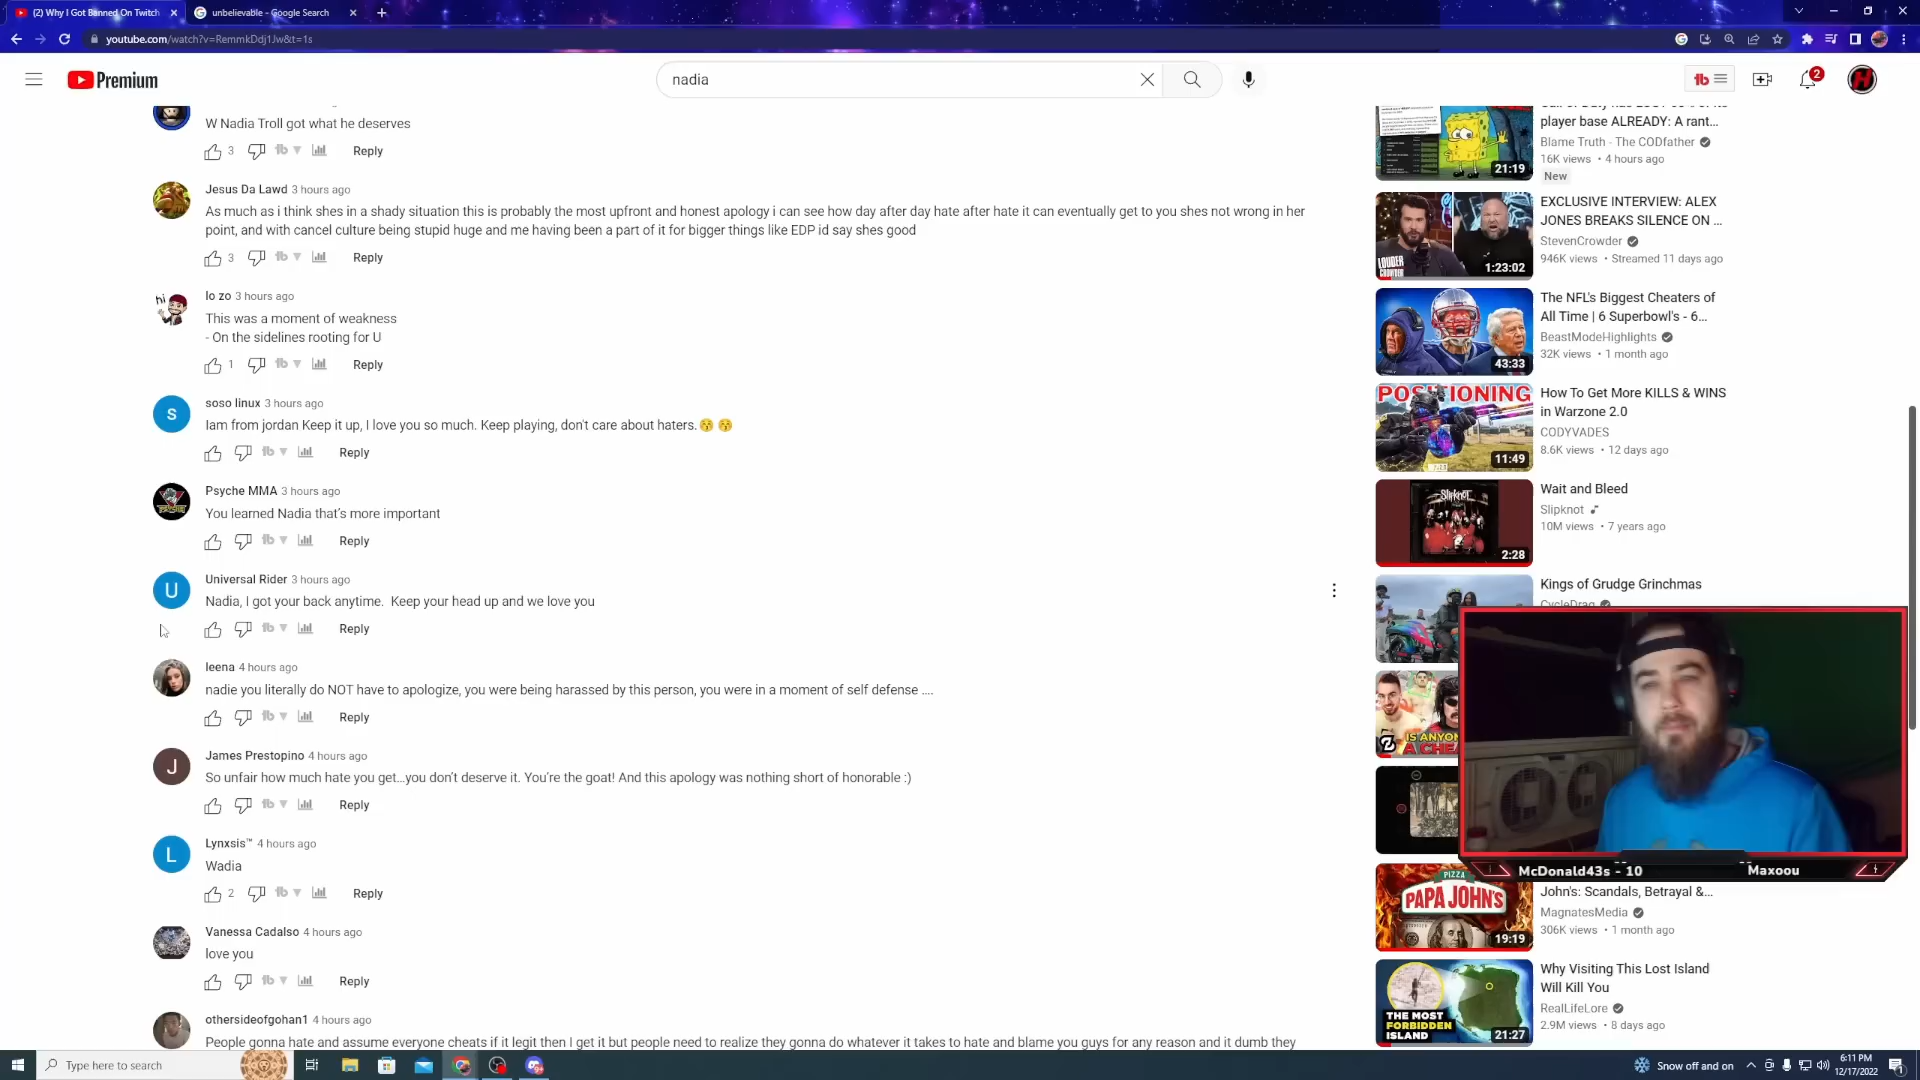 (2) Why I Got Banned On Twitch
unbelievable - Google Search
youtube.com/watch?v=RemmkDdj1Jw&t=1s
Premium
nadia
2
W Nadia Troll got what he deserves
3
Reply
Jesus Da Lawd 3 hours ago
As much as i think shes in a shady situation this is probably the most upfront and honest apology i can see how day after day hate after hate it can eventually get to you shes not wrong in her
point, and with cancel culture being stupid huge and me having been a part of it for bigger things like EDP id say shes good
3
Reply
lo zo 3 hours ago
This was a moment of weakness
- On the sidelines rooting for U
1
Reply
soso linux 3 hours ago
Iam from jordan Keep it up, I love you so much. Keep playing, don't care about haters.😚😚
Reply
Psyche MMA 3 hours ago
You learned Nadia that's more important
Reply
Universal Rider 3 hours ago
Nadia, I got your back anytime.  Keep your head up and we love you
Reply
leena 4 hours ago
nadie you literally do NOT have to apologize, you were being harassed by this person, you were in a moment of self defense ....
Reply
James Prestopino 4 hours ago
So unfair how much hate you get...you don't deserve it. You're the goat! And this apology was nothing short of honorable :)
Reply
Lynxsis™ 4 hours ago
Wadia
2
Reply
Vanessa Cadalso 4 hours ago
love you
Reply
othersideofgohan1 4 hours ago
People gonna hate and assume everyone cheats if it legit then I get it but people need to realize they gonna do whatever it takes to hate and blame you guys for any reason and it dumb they
player base ALREADY: A rant...
Blame Truth - The CODfather
16K views • 4 hours ago
New
21:19
EXCLUSIVE INTERVIEW: ALEX
JONES BREAKS SILENCE ON ...
StevenCrowder
946K views • Streamed 11 days ago
LOUDER
CROWDER
1:23:02
The NFL's Biggest Cheaters of
All Time | 6 Superbowl's - 6...
BeastModeHighlights
32K views • 1 month ago
43:33
POSITIONING
How To Get More KILLS & WINS
in Warzone 2.0
CODYVADES
8.6K views • 12 days ago
11:49
Slipknot
Wait and Bleed
Slipknot
10M views • 7 years ago
2:28
Kings of Grudge Grinchmas
CycleDrag
IS ANYON
A CHE
McDonald43s - 10
Maxoou
PIZZA
PAPA JOHN'S
John's: Scandals, Betrayal &...
MagnatesMedia
306K views • 1 month ago
19:19
THE MOST
FORBIDDEN
ISLAND
Why Visiting This Lost Island
Will Kill You
RealLifeLore
2.9M views • 8 days ago
21:27
Type here to search
Snow off and on
6:11 PM
12/17/2022